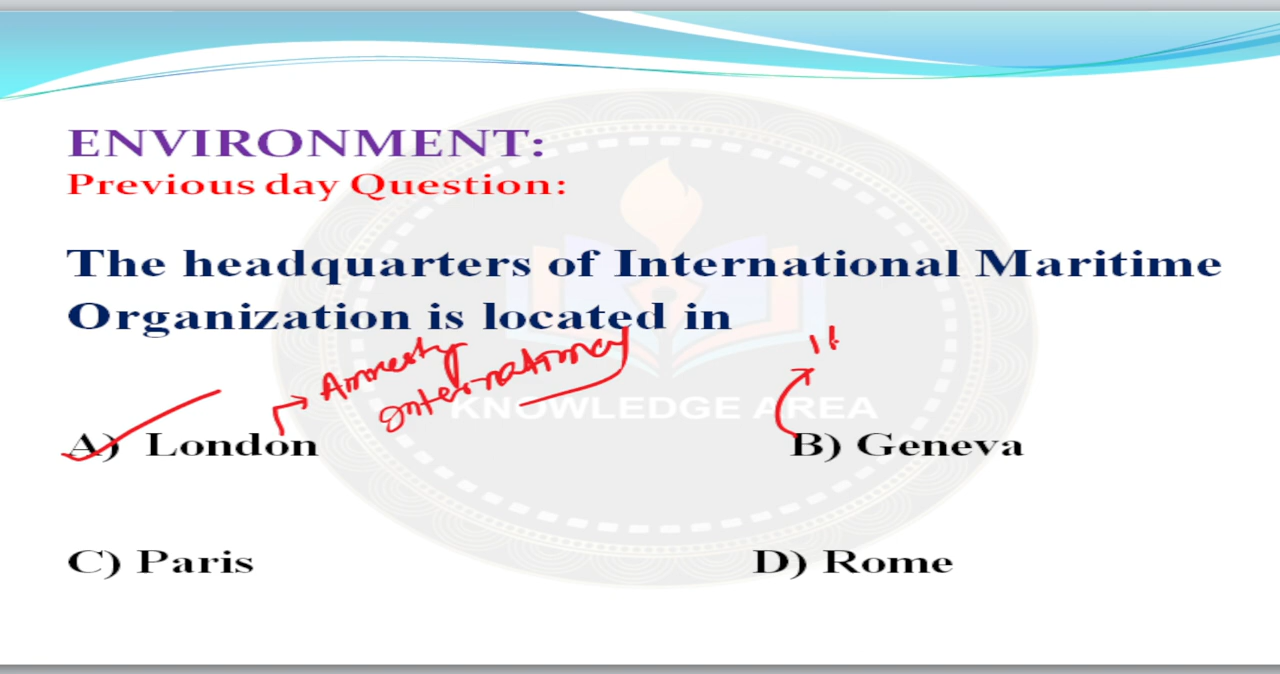 ENVIRONMENT:
Previous day Question:
The headquarters of International Maritime
Organization is located in
Amnesty
International
KNOWLEDGE AREA
A) London
B) Geneva
C) Paris
D) Rome